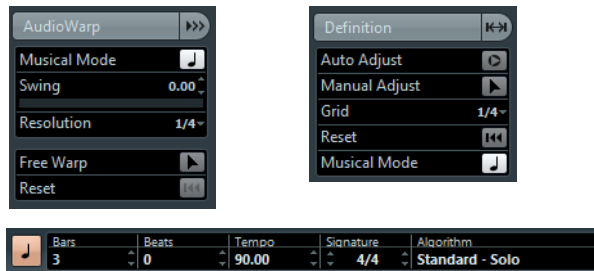 AudioWarp
Musical Mode
Swing 0.00
Resolution 1/4
Free Warp
Reset
Definition
Auto Adjust
Manual Adjust
Grid 1/4
Reset
Musical Mode
Bars Beats Tempo Signature Algorithm
3 0 90.00 4/4 Standard - Solo